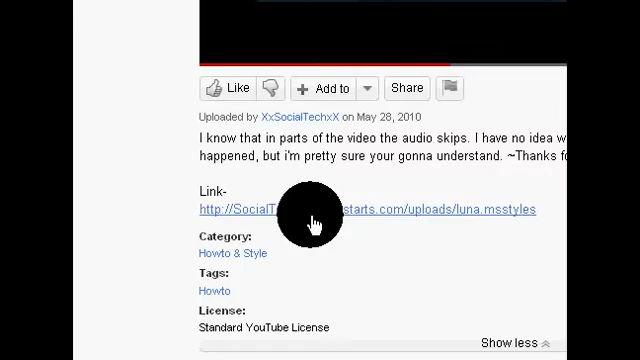 Like Add to Share
Uploaded by XxSocialTechxX on May 28, 2010
I know that in parts of the video the audio skips. I have no idea
happened, but i'm pretty sure your gonna understand. ~Thanks
Link-
http://SocialT starts.com/uploads/luna.msstyles
Category:
Howto & Style
Tags:
Howto
License:
Standard YouTube License
Show less